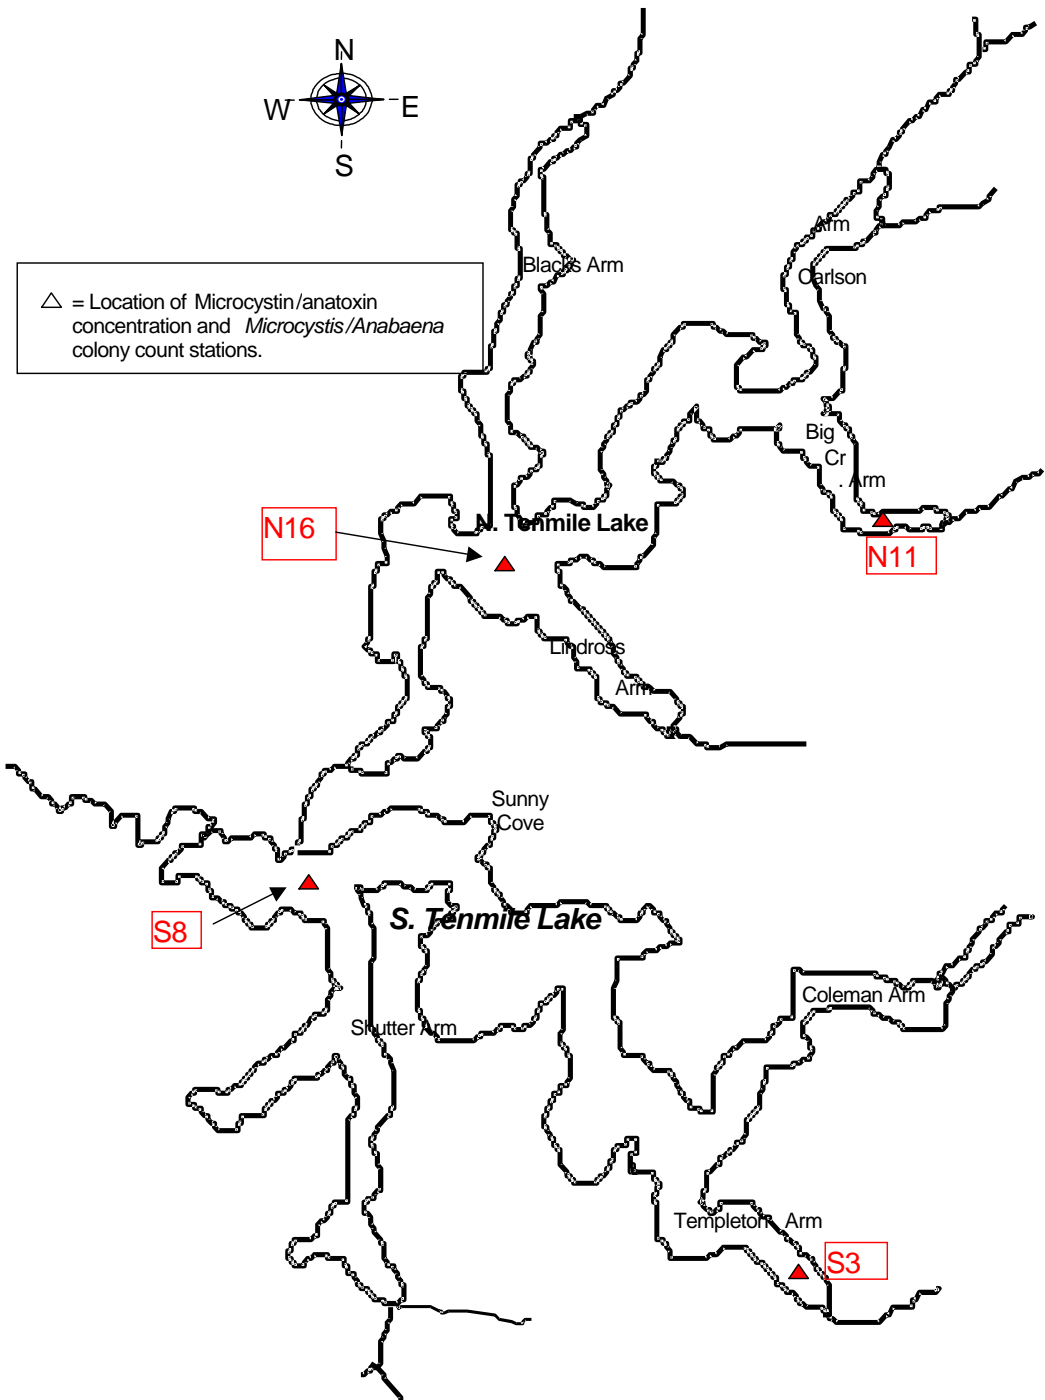 N
W
E
S
Arm
Blacks Arm
Carlson
= Location of Microcystin/anatoxin
concentration and Microcystis/Anabaena
colony count stations.
Big
Cr
. Arm
N16
N. Tenmile Lake
N11
Lindross
Arm
Sunny
Cove
S8
S. Tenmile Lake
Coleman Arm
Shutter Arm
Templeton Arm
S3